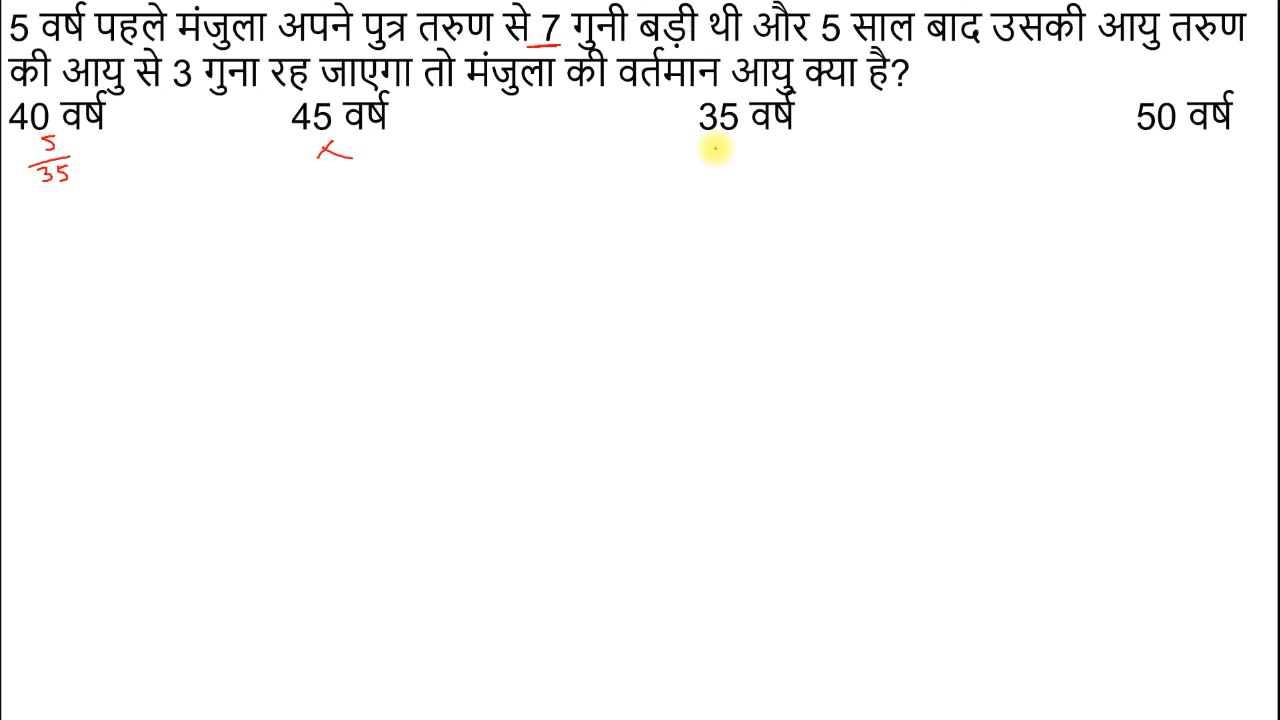 5 वर्ष पहले मंजुला अपने पुत्र तरुण से 7 गुनी बड़ी थी और 5 साल बाद उसकी आयु तरुण
की आयु से 3 गुना रह जाएगा तो मंजुला की वर्तमान आयु क्या है?
40 वर्ष 45 वर्ष 35 वर्ष 50 वर्ष
5
35